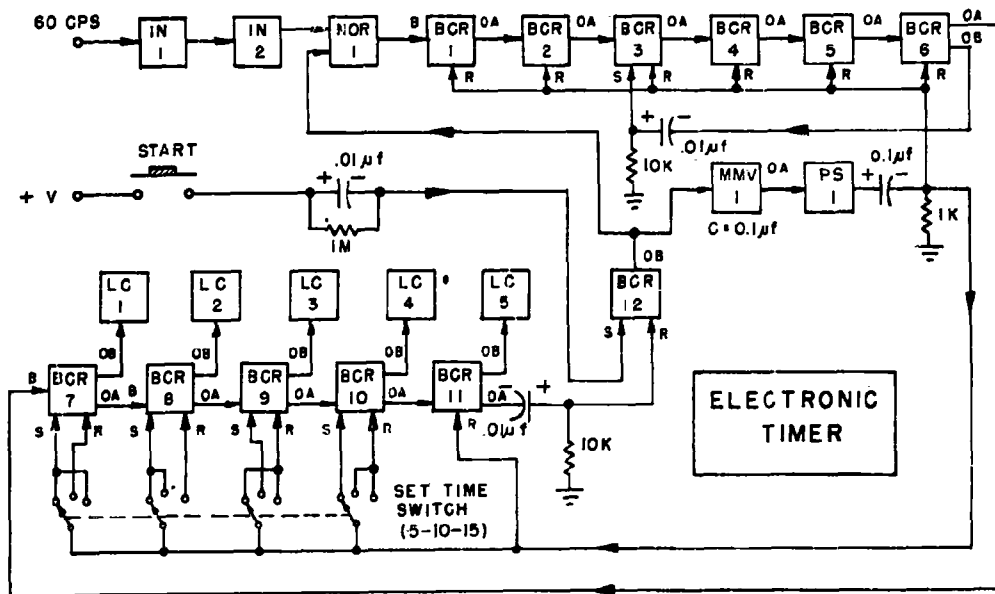 60 CPS
IN 1
IN 2
NOR 1
B
BCR 1
OA
BCR 2
OA
BCR 3
OA
BCR 4
OA
BCR 5
OA
BCR 6
OA
OB
R
R
S
R
R
R
R
+ −
.01µf
10K
START
+ V
.01µf
+ −
1M
MMV 1
C = 0.1µf
OA
PS 1
0.1µf
+ −
1K
OB
BCR 12
S
R
LC 1
LC 2
LC 3
LC 4
LC 5
OB
OB
OB
OB
OB
B
BCR 7
OA
B
BCR 8
OA
BCR 9
OA
BCR 10
OA
BCR 11
OA
− +
.01µf
10K
S
R
S
R
S
R
S
R
R
SET TIME
SWITCH
(5-10-15)
ELECTRONIC
TIMER